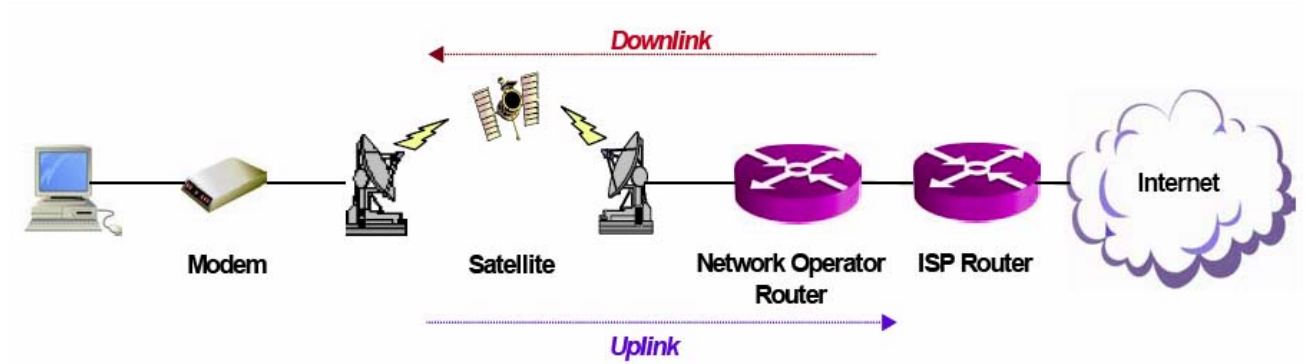 Downlink
Internet
Modem
Satellite
Network Operator
Router
ISP Router
Uplink